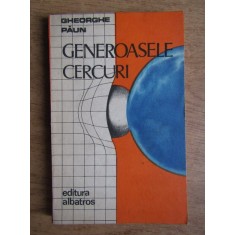 GHEORGHE
PĂUN
GENEROASELE
CERCURI
editura
albatros